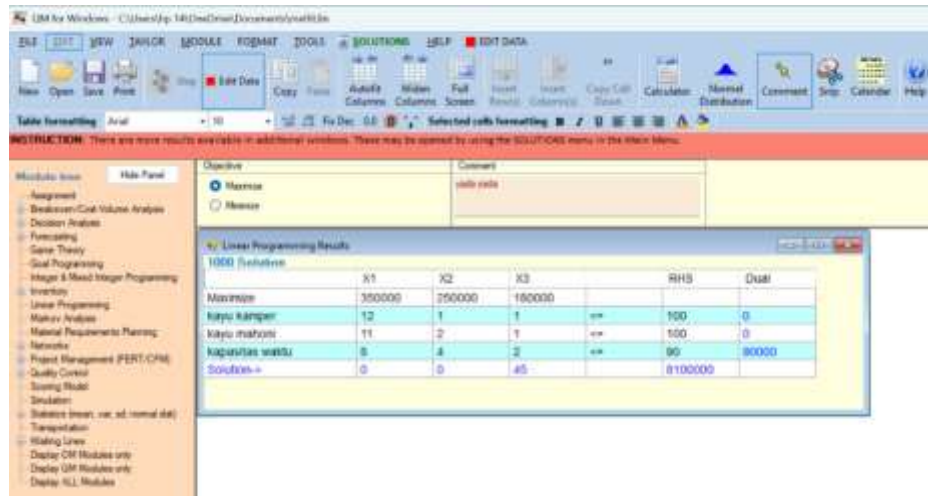 QM for Windows - C:\Users\hp 14\OneDrive\Documents\
FILE EDIT VIEW TAYLOR MODULE FORMAT TOOLS SOLUTIONS HELP EDIT DATA
New Open Save Print Step Edit Data Copy Paste Autofit Columns Widen Columns Full Screen Insert Row(s) Insert Column(s) Copy Cell Down Calculator Normal Distribution Comment Snip Calendar Help
Table formatting Arial 10 Fix Dec 0.0 Selected cells formatting B I U
INSTRUCTION: There are more results available in additional windows. These may be opened by using the SOLUTIONS menu in the Main Menu.
Module tree Hide Panel
Assignment
Breakeven/Cost-Volume Analysis
Decision Analysis
Forecasting
Game Theory
Goal Programming
Integer & Mixed Integer Programming
Inventory
Linear Programming
Markov Analysis
Material Requirements Planning
Networks
Project Management (PERT/CPM)
Quality Control
Scoring Model
Simulation
Statistics (mean, var, sd, normal dist)
Transportation
Waiting Lines
Display OM Modules only
Display QM Modules only
Display ALL Modules
Objective
Maximize
Minimize
Comment
Linear Programming Results
1000 Solution
X1 X2 X3 RHS Dual
Maximize 350000 250000 180000
kayu kamper 12 1 1 <= 100 0
kayu mahoni 11 2 1 <= 100 0
kapasitas waktu 4 2 <= 90 90000
Solution-> 0 0 45 8100000